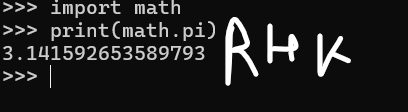 >>> import math
>>> print(math.pi)
3.141592653589793
>>>
RHK